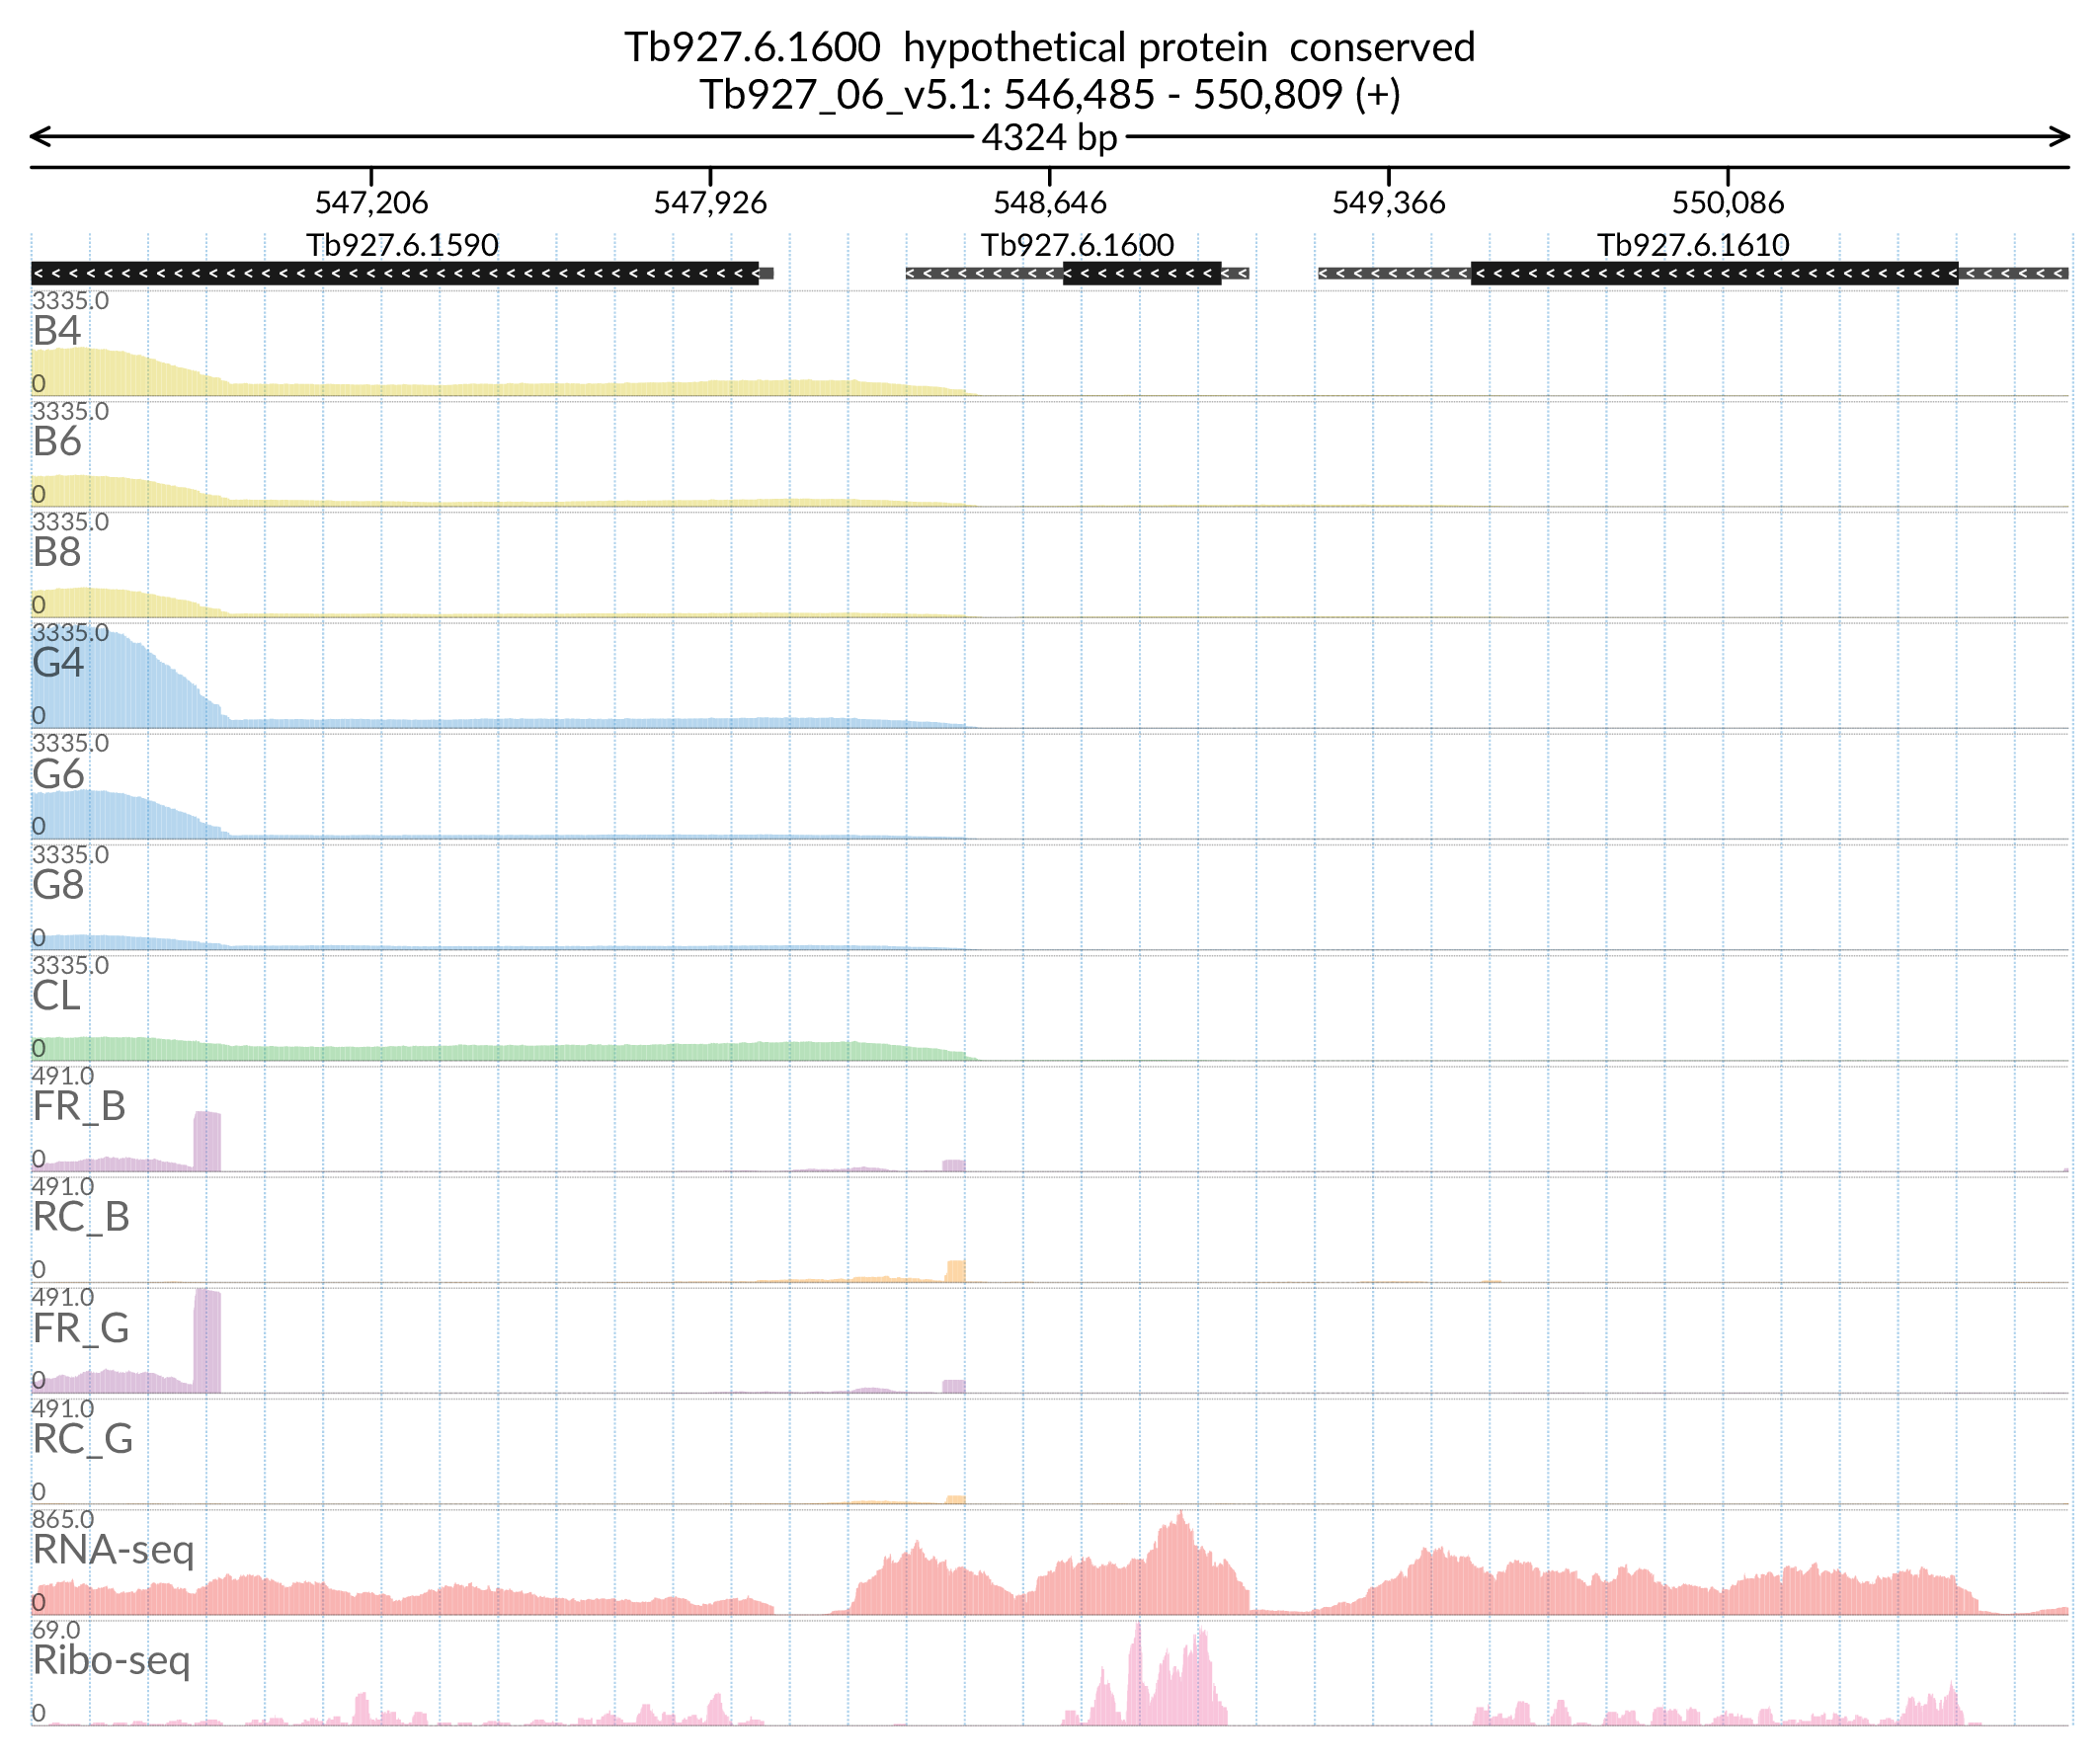 Tb927.6.1600  hypothetical protein  conserved
Tb927_06_v5.1: 546,485 - 550,809 (+)
4324 bp
547,206 547,926 548,646 549,366 550,086
Tb927.6.1590 Tb927.6.1600 Tb927.6.1610
3335.0
B4
0
3335.0
B6
0
3335.0
B8
0
3335.0
G4
0
3335.0
G6
0
3335.0
G8
0
3335.0
CL
0
491.0
FR_B
0
491.0
RC_B
0
491.0
FR_G
0
491.0
RC_G
0
865.0
RNA-seq
0
69.0
Ribo-seq
0